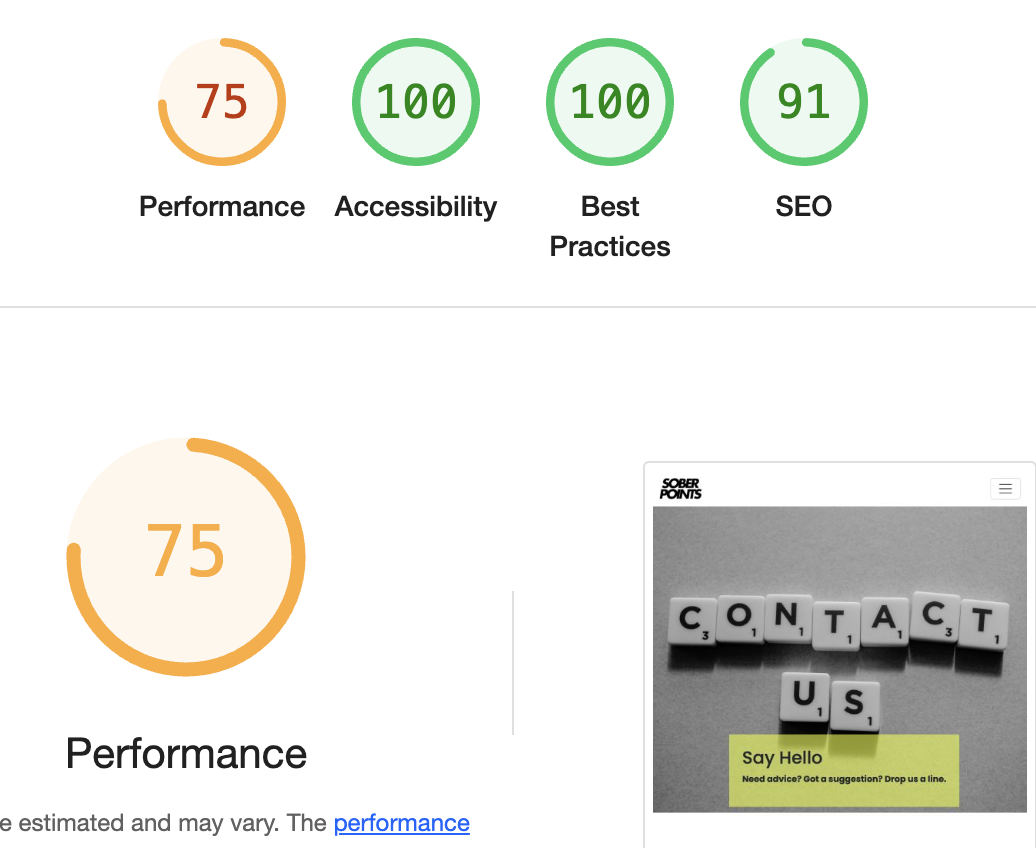 75
100
100
91
Performance
Accessibility
Best
Practices
SEO
75
Performance
e estimated and may vary. The performance
SOBER
POINTS
C3 O1 N1 T1 A1 C3 T1
U1 S1
Say Hello
Need advice? Got a suggestion? Drop us a line.